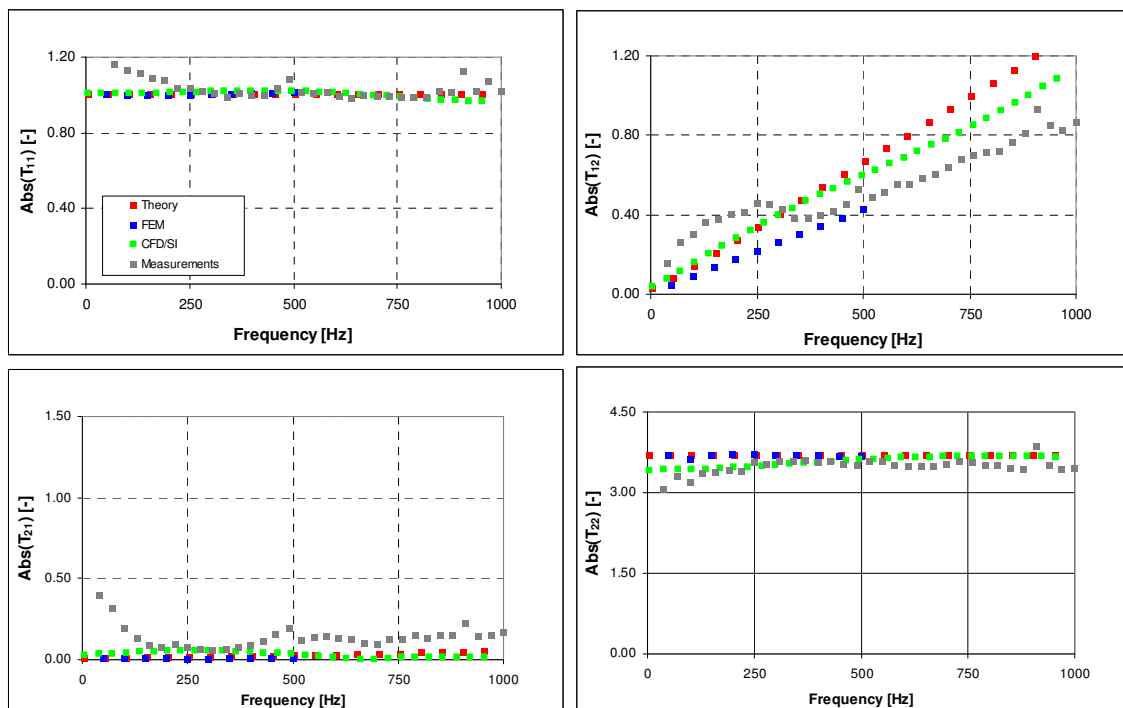 1.20
0.80
0.40
0.00
Abs(T11) [-]
Theory
FEM
CFD/SI
Measurements
0 250 500 750 1000
Frequency [Hz]
1.20
0.80
0.40
0.00
Abs(T12) [-]
0 250 500 750 1000
Frequency [Hz]
1.50
1.00
0.50
0.00
Abs(T21) [-]
0 250 500 750 1000
Frequency [Hz]
4.50
3.00
1.50
0.00
Abs(T22) [-]
0 250 500 750 1000
Frequency [Hz]